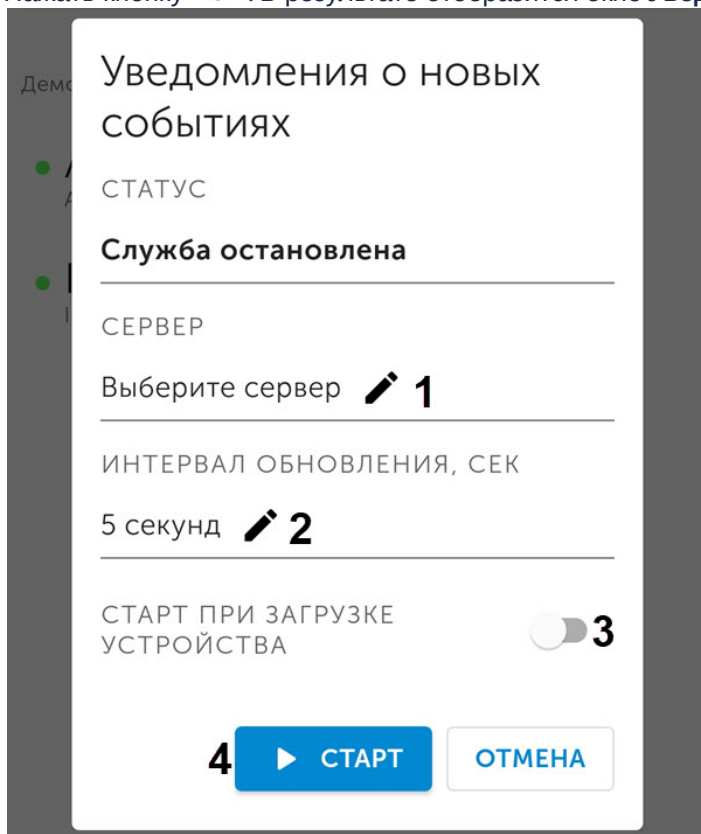 Уведомления о новых
событиях
Демо
СТАТУС
Служба остановлена
СЕРВЕР
Выберите сервер 1
ИНТЕРВАЛ ОБНОВЛЕНИЯ, СЕК
5 секунд 2
СТАРТ ПРИ ЗАГРУЗКЕ
УСТРОЙСТВА
3
4 СТАРТ ОТМЕНА